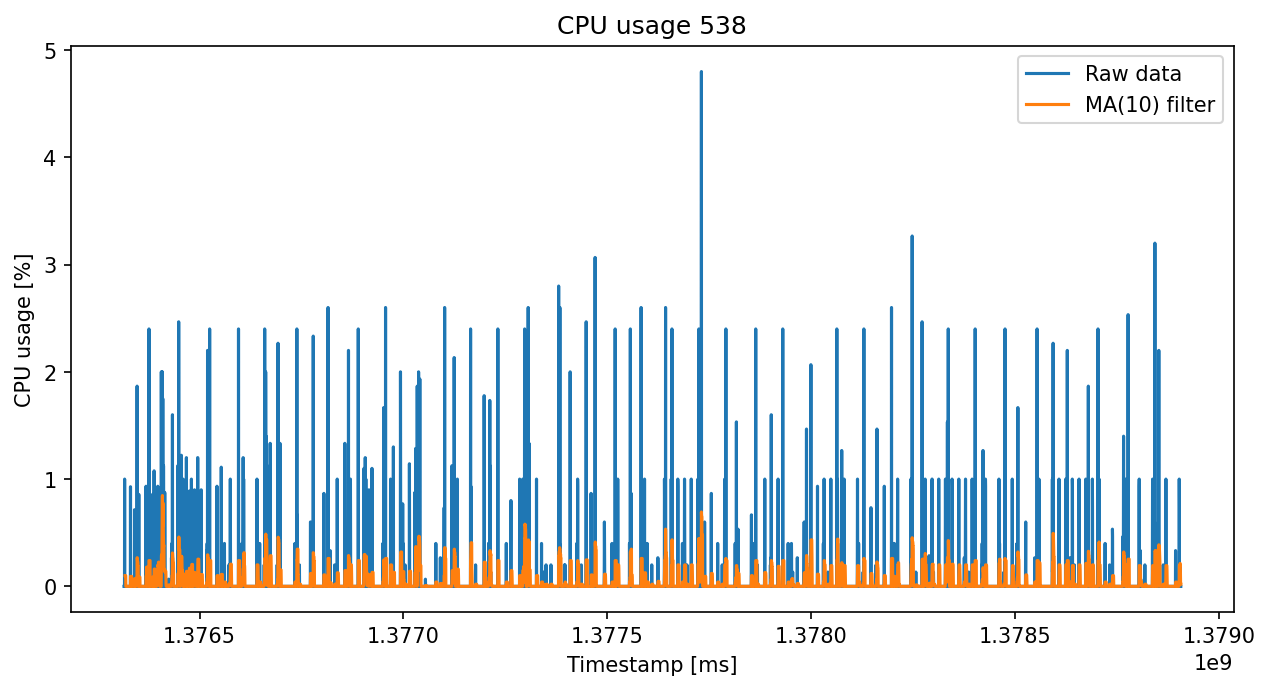 CPU usage 538
5
4
3
2
1
0
CPU usage [%]
Raw data
MA(10) filter
1.3765 1.3770 1.3775 1.3780 1.3785 1.3790
1e9
Timestamp [ms]